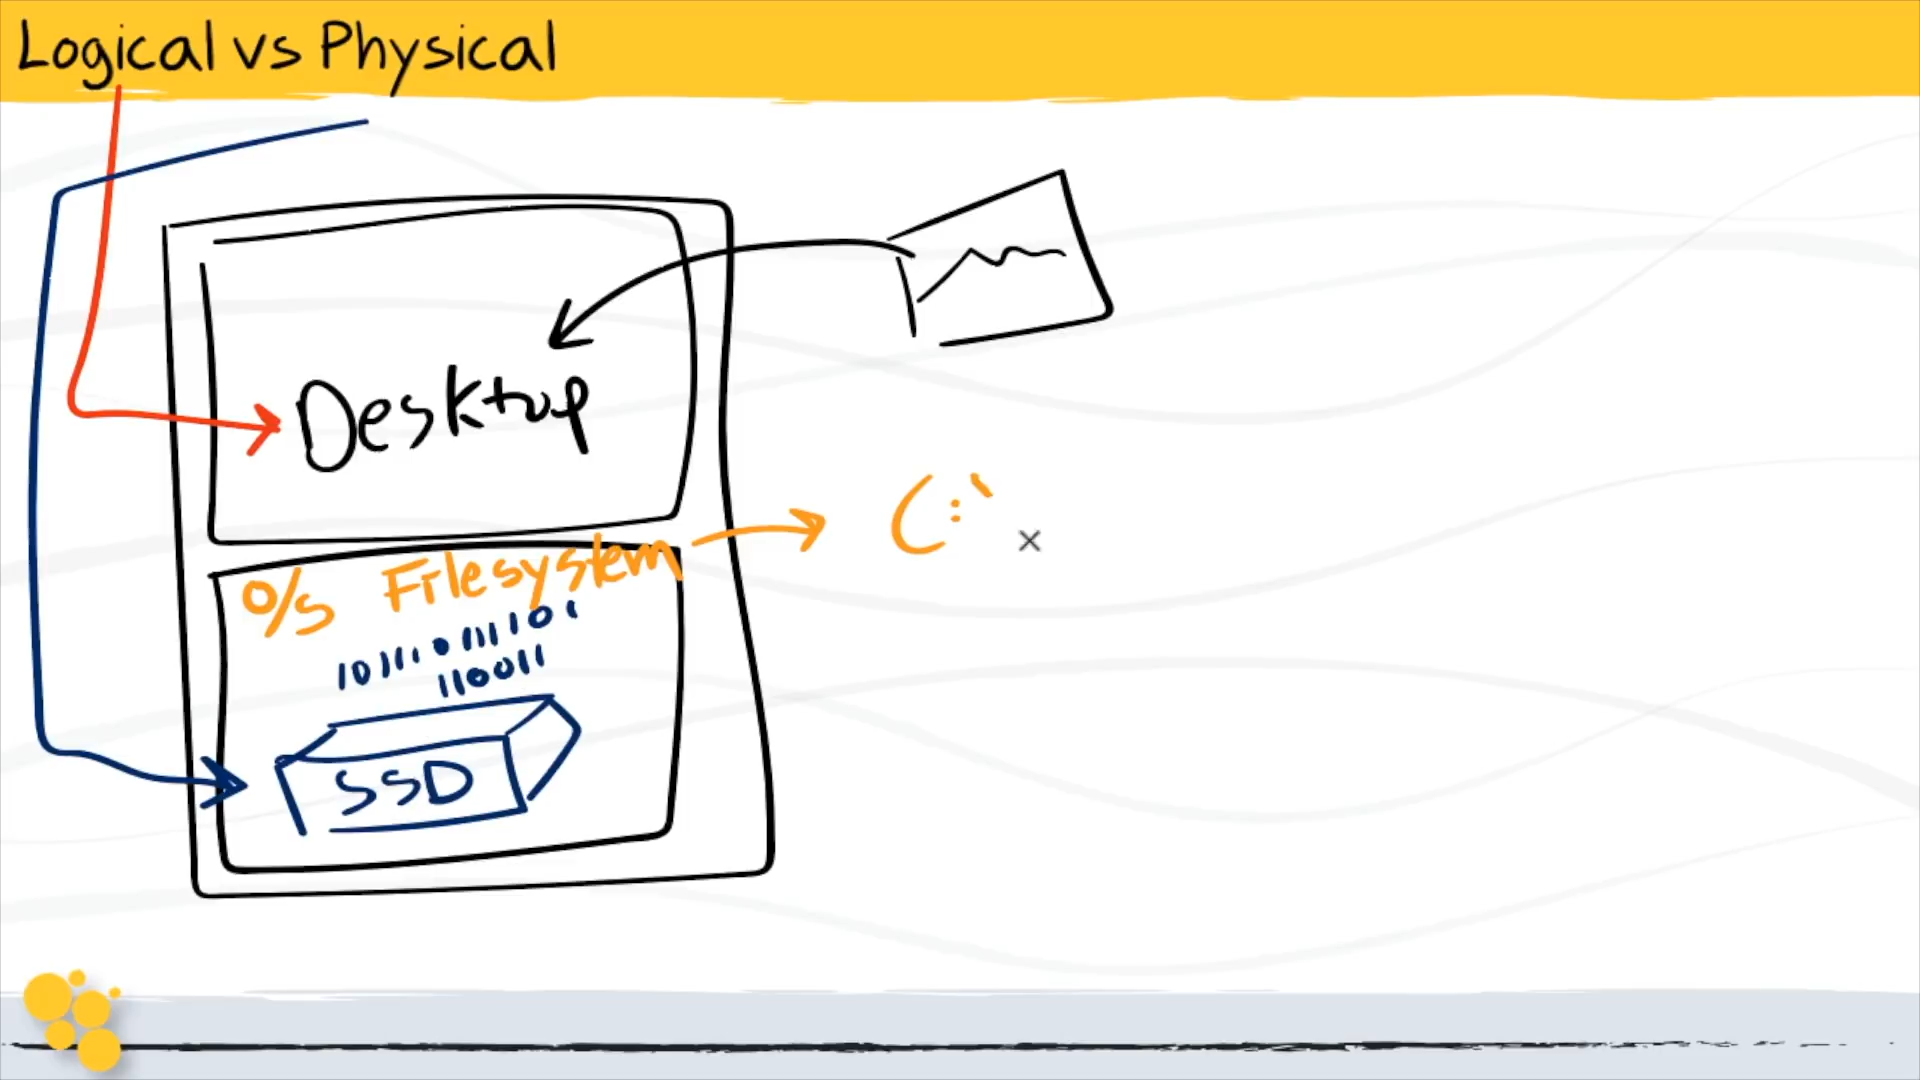 Logical vs Physical
Desktop
C:\
O/S Filesystem
10111011101
110011
SSD